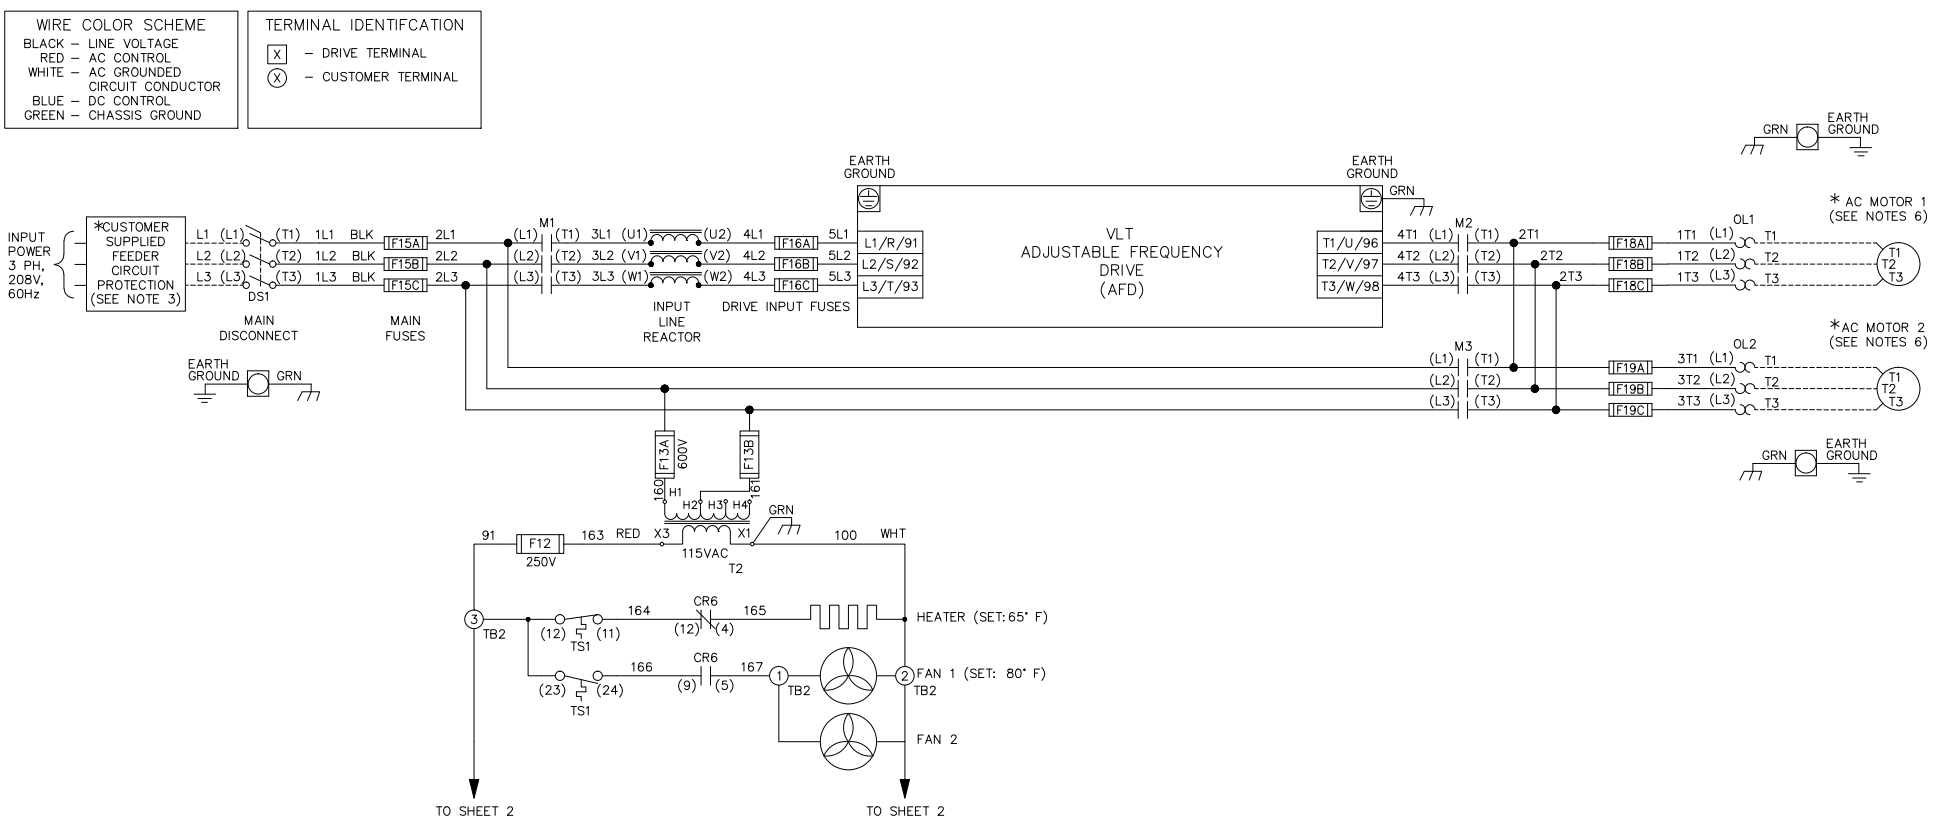 WIRE COLOR SCHEME
BLACK – LINE VOLTAGE
RED – AC CONTROL
WHITE – AC GROUNDED
CIRCUIT CONDUCTOR
BLUE – DC CONTROL
GREEN – CHASSIS GROUND
TERMINAL IDENTIFCATION
X – DRIVE TERMINAL
X – CUSTOMER TERMINAL
GRN
EARTH
GROUND
INPUT
POWER
3 PH,
208V,
60Hz
*CUSTOMER
SUPPLIED
FEEDER
CIRCUIT
PROTECTION
(SEE NOTE 3)
L1 (L1) (T1) 1L1 BLK F15A 2L1 (L1) M1 (T1) 3L1 (U1) (U2) 4L1 F16A 5L1 L1/R/91
L2 (L2) (T2) 1L2 BLK F15B 2L2 (L2) (T2) 3L2 (V1) (V2) 4L2 F16B 5L2 L2/S/92
L3 (L3) (T3) 1L3 BLK F15C 2L3 (L3) (T3) 3L3 (W1) (W2) 4L3 F16C 5L3 L3/T/93
DS1
MAIN
DISCONNECT
MAIN
FUSES
INPUT
LINE
REACTOR
DRIVE INPUT FUSES
EARTH
GROUND
GRN
EARTH
GROUND
VLT
ADJUSTABLE FREQUENCY
DRIVE
(AFD)
EARTH
GROUND
GRN
T1/U/96 4T1 (L1) M2 (T1) 2T1 F18A 1T1 (L1) OL1 T1
T2/V/97 4T2 (L2) (T2) 2T2 F18B 1T2 (L2) T2
T3/W/98 4T3 (L3) (T3) 2T3 F18C 1T3 (L3) T3
* AC MOTOR 1
(SEE NOTES 6)
T1
T2
T3
* AC MOTOR 2
(SEE NOTES 6)
(L1) M3 (T1) F19A 3T1 (L1) OL2 T1
(L2) (T2) F19B 3T2 (L2) T2
(L3) (T3) F19C 3T3 (L3) T3
T1
T2
T3
GRN
EARTH
GROUND
F13A
600V
F13B
160
161
H1
H2 H3 H4
GRN
91 F12 163 RED X3 X1 100 WHT
250V
115VAC
T2
3
TB2
(12) (11)
TS1
164
CR6
(12) (4)
165
HEATER (SET:65° F)
(23) (24)
TS1
166
CR6
(9) (5)
167
1
TB2
2
TB2
FAN 1 (SET: 80° F)
FAN 2
TO SHEET 2
TO SHEET 2